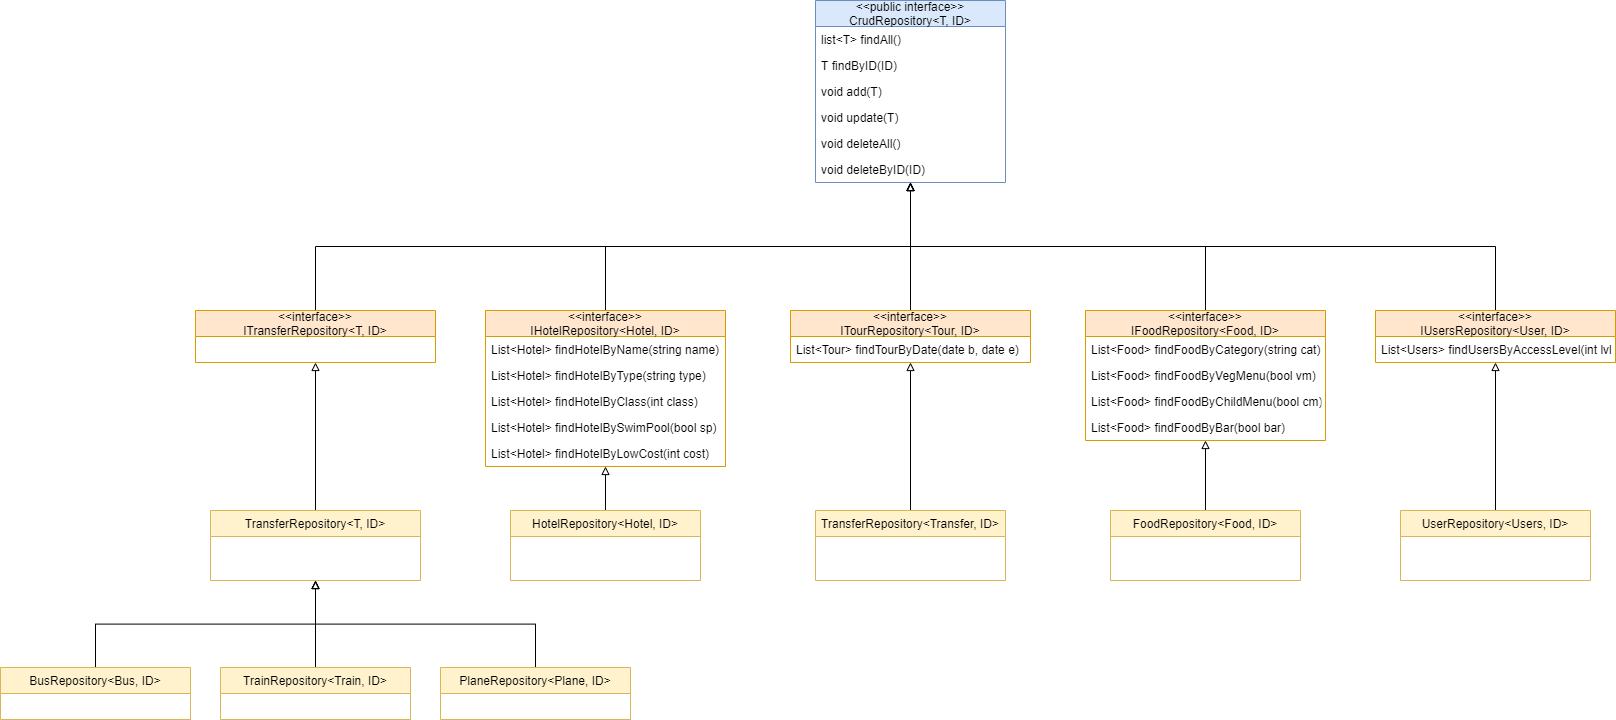 <<public interface>>
CrudRepository<T, ID>
list<T> findAll()
T findByID(ID)
void add(T)
void update(T)
void deleteAll()
void deleteByID(ID)
<<interface>>
ITransferRepository<T, ID>
<<interface>>
IHotelRepository<Hotel, ID>
List<Hotel> findHotelByName(string name)
List<Hotel> findHotelByType(string type)
List<Hotel> findHotelByClass(int class)
List<Hotel> findHotelBySwimPool(bool sp)
List<Hotel> findHotelByLowCost(int cost)
<<interface>>
ITourRepository<Tour, ID>
List<Tour> findTourByDate(date b, date e)
<<interface>>
IFoodRepository<Food, ID>
List<Food> findFoodByCategory(string cat)
List<Food> findFoodByVegMenu(bool vm)
List<Food> findFoodByChildMenu(bool cm)
List<Food> findFoodByBar(bool bar)
<<interface>>
IUsersRepository<User, ID>
List<Users> findUsersByAccessLevel(int lvl
TransferRepository<T, ID>
HotelRepository<Hotel, ID>
TransferRepository<Transfer, ID>
FoodRepository<Food, ID>
UserRepository<Users, ID>
BusRepository<Bus, ID>
TrainRepository<Train, ID>
PlaneRepository<Plane, ID>